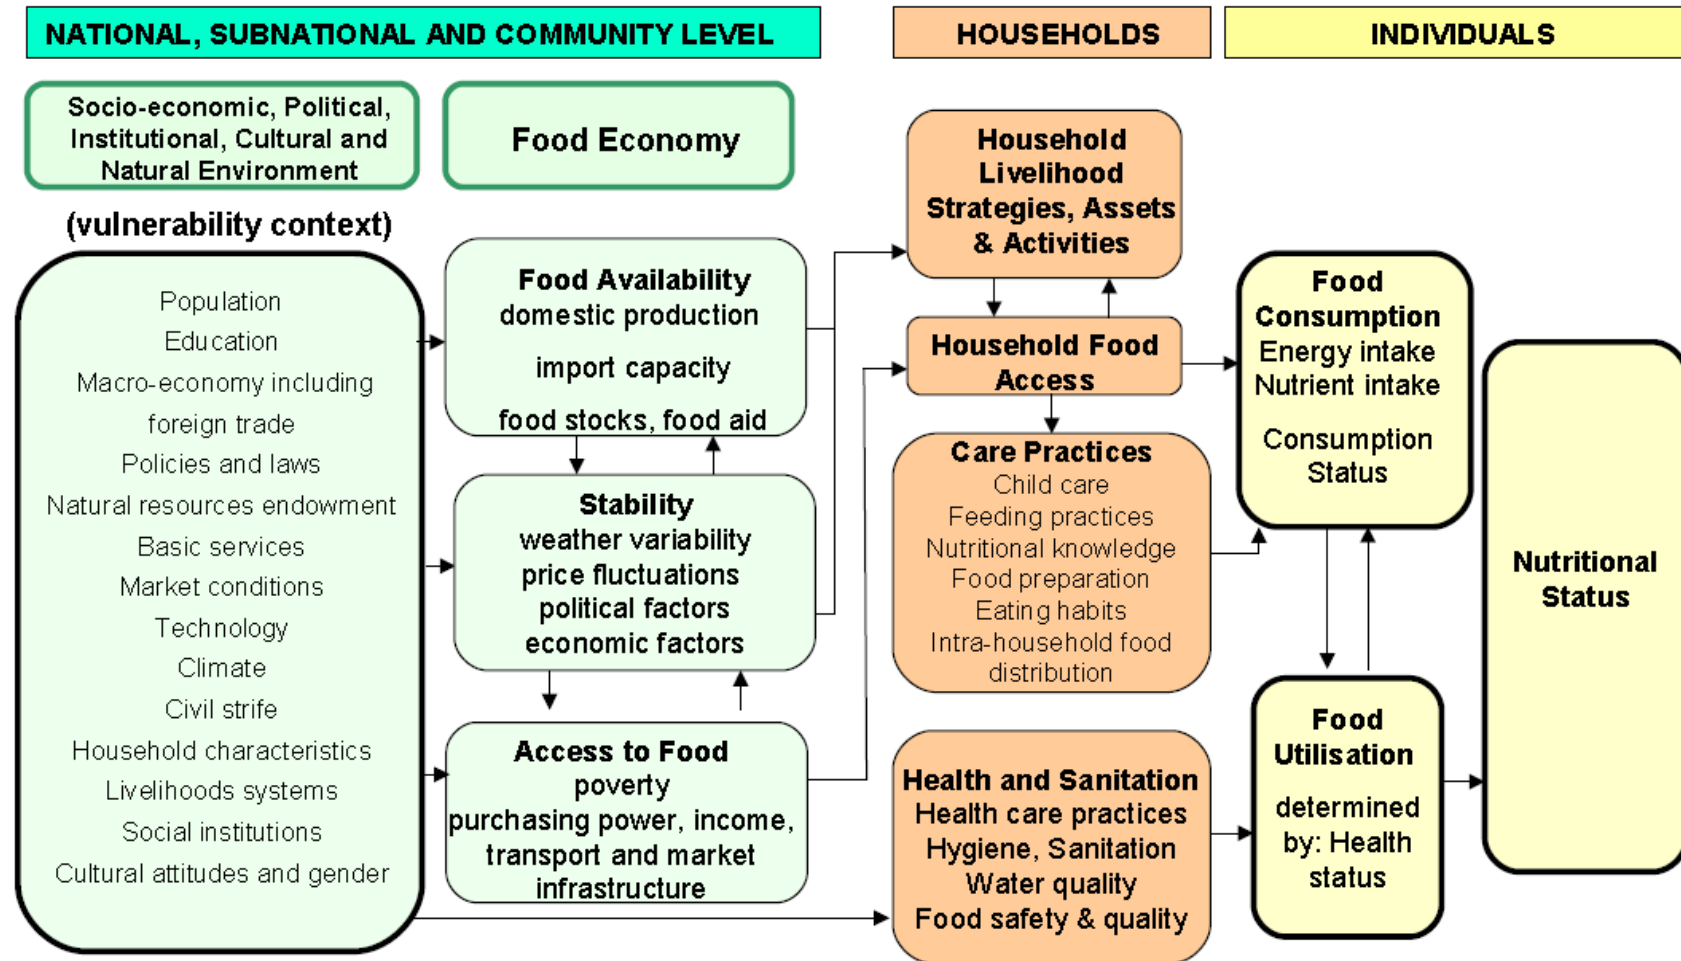 NATIONAL, SUBNATIONAL AND COMMUNITY LEVEL
HOUSEHOLDS
INDIVIDUALS
Socio-economic, Political,
Institutional, Cultural and
Natural Environment
Food Economy
(vulnerability context)
Population
Education
Macro-economy including
foreign trade
Policies and laws
Natural resources endowment
Basic services
Market conditions
Technology
Climate
Civil strife
Household characteristics
Livelihoods systems
Social institutions
Cultural attitudes and gender
Food Availability
domestic production
import capacity
food stocks, food aid
Stability
weather variability
price fluctuations
political factors
economic factors
Access to Food
poverty
purchasing power, income,
transport and market
infrastructure
Household
Livelihood
Strategies, Assets
& Activities
Household Food
Access
Care Practices
Child care
Feeding practices
Nutritional knowledge
Food preparation
Eating habits
Intra-household food
distribution
Health and Sanitation
Health care practices
Hygiene, Sanitation
Water quality
Food safety & quality
Food
Consumption
Energy intake
Nutrient intake
Consumption
Status
Food
Utilisation
determined
by: Health
status
Nutritional
Status